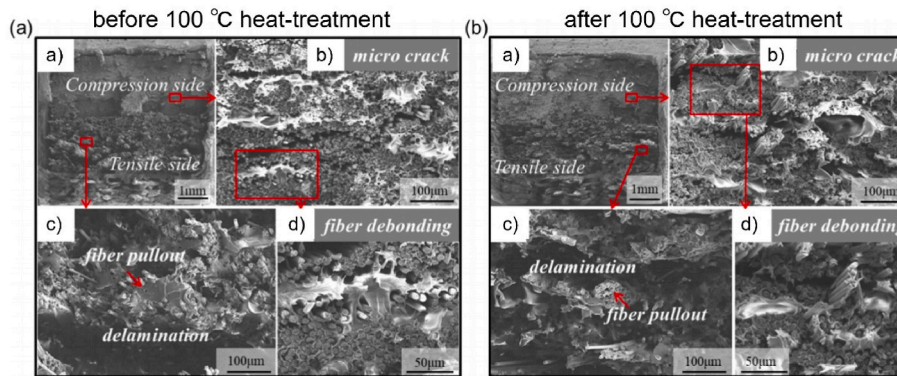 before 100 °C heat-treatment
after 100 °C heat-treatment
(a)
a)
Compression side
Tensile side
1mm
b)
micro crack
100μm
c)
fiber pullout
delamination
100μm
d)
fiber debonding
50μm
(b)
a)
Compression side
Tensile side
1mm
b)
micro crack
100μm
c)
delamination
fiber pullout
100μm
d)
fiber debonding
50μm